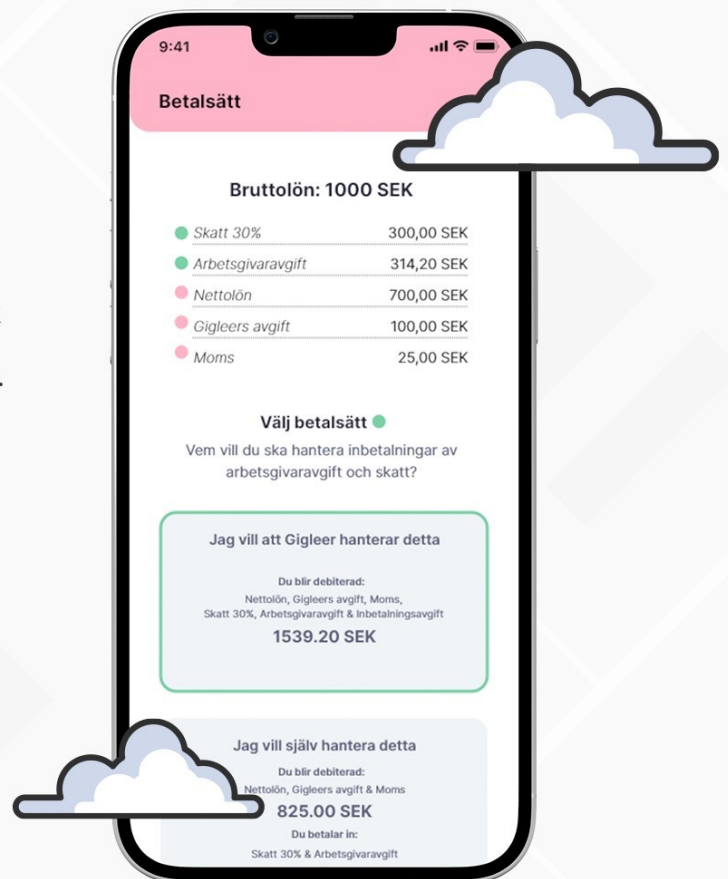 9:41
Betalsätt
Bruttolön: 1000 SEK
Skatt 30% 300,00 SEK
Arbetsgivaravgift 314,20 SEK
Nettolön 700,00 SEK
Gigleers avgift 100,00 SEK
Moms 25,00 SEK
Välj betalsätt
Vem vill du ska hantera inbetalningar av
arbetsgivaravgift och skatt?
Jag vill att Gigleer hanterar detta
Du blir debiterad:
Nettolön, Gigleers avgift, Moms,
Skatt 30%, Arbetsgivaravgift & Inbetalningsavgift
1539.20 SEK
Jag vill själv hantera detta
Du blir debiterad:
Nettolön, Gigleers avgift & Moms
825.00 SEK
Du betalar in:
Skatt 30% & Arbetsgivaravgift